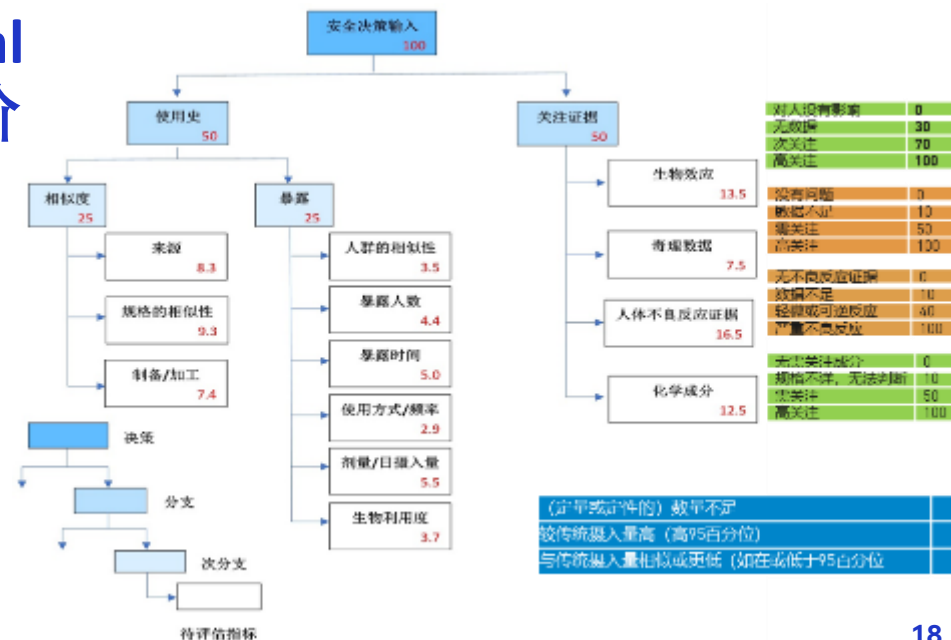 价
安全决策输入
100
使用史
50
关注证据
50
相似度
25
暴露
25
来源
8.3
规格的相似性
9.3
制备/加工
7.4
人群的相似性
3.5
暴露人数
4.4
暴露时间
5.0
使用方式/频率
2.9
剂量/日摄入量
5.5
生物利用度
3.7
生物效应
13.5
毒理数据
7.5
人体不良反应证据
16.5
化学成分
12.5
对人没有影响 0
无数据 30
次关注 70
高关注 100
没有问题 0
数据不足 10
需关注 50
高关注 100
无不良反应证据 0
数据不足 10
轻微或可逆反应 40
严重不良反应 100
无需关注成分 0
规格不详，无法判断 10
需关注 50
高关注 100
决策
分支
次分支
待评估指标
数量不足
较传统摄入量高（高95百分位）
与传统摄入量相似或更低（如在或低于95百分位
18